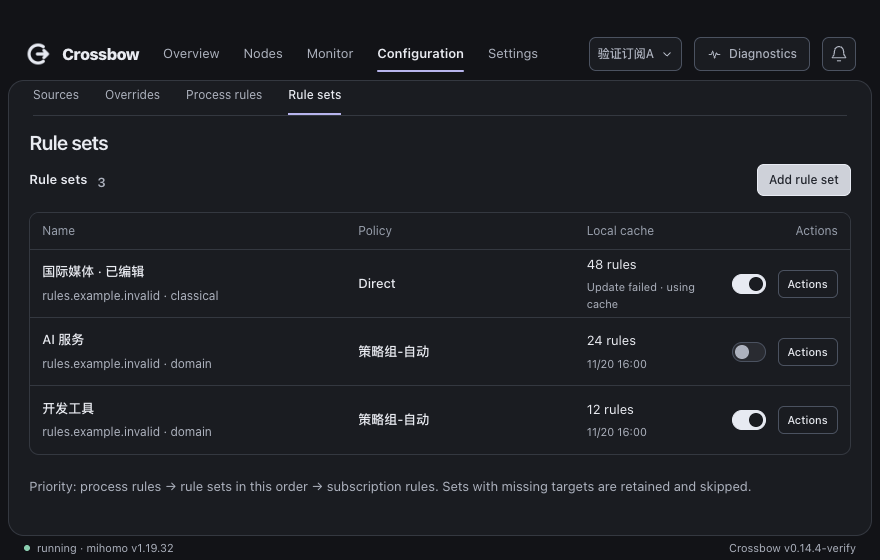 Crossbow Overview Nodes Monitor Configuration Settings 验证订阅A Diagnostics
Sources Overrides Process rules Rule sets
Rule sets
Rule sets 3 Add rule set
Name Policy Local cache Actions
国际媒体 · 已编辑
rules.example.invalid · classical
Direct
48 rules
Update failed · using
cache
Actions
AI 服务
rules.example.invalid · domain
策略组-自动
24 rules
11/20 16:00
Actions
开发工具
rules.example.invalid · domain
策略组-自动
12 rules
11/20 16:00
Actions
Priority: process rules → rule sets in this order → subscription rules. Sets with missing targets are retained and skipped.
running · mihomo v1.19.32 Crossbow v0.14.4-verify